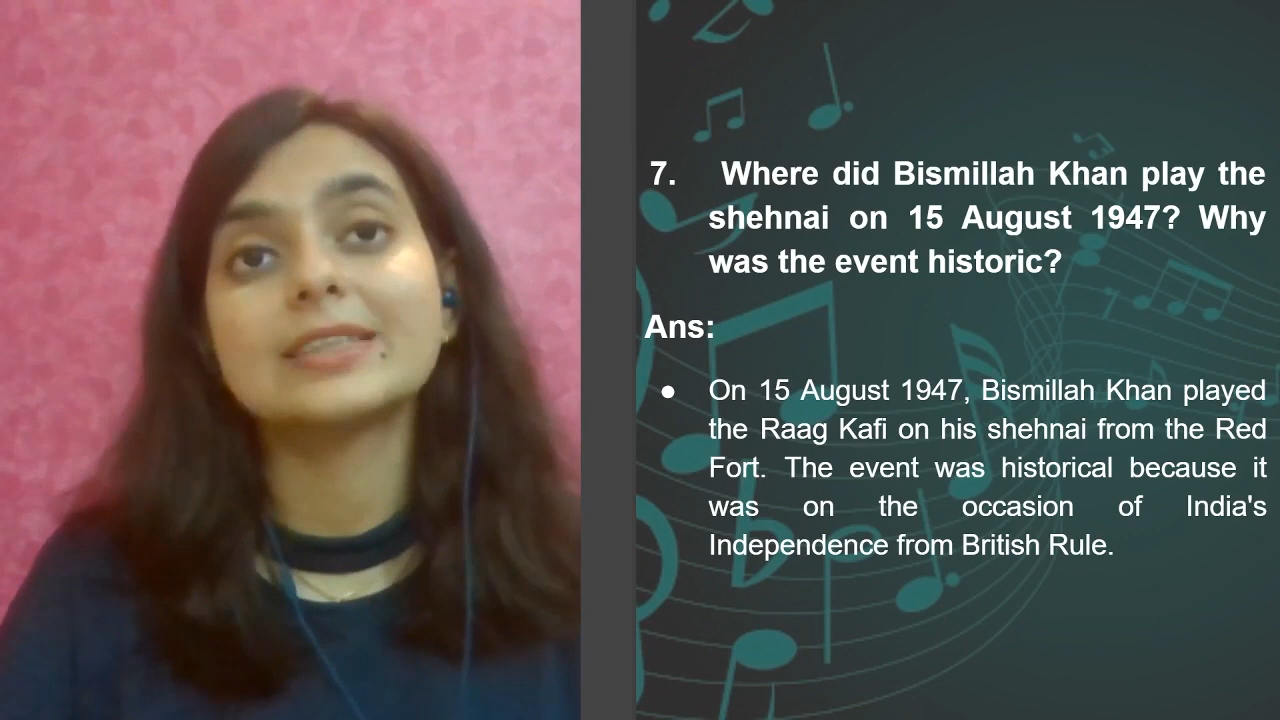 7. Where did Bismillah Khan play the
shehnai on 15 August 1947? Why
was the event historic?
Ans:
● On 15 August 1947, Bismillah Khan played
the Raag Kafi on his shehnai from the Red
Fort. The event was historical because it
was on the occasion of India's
Independence from British Rule.